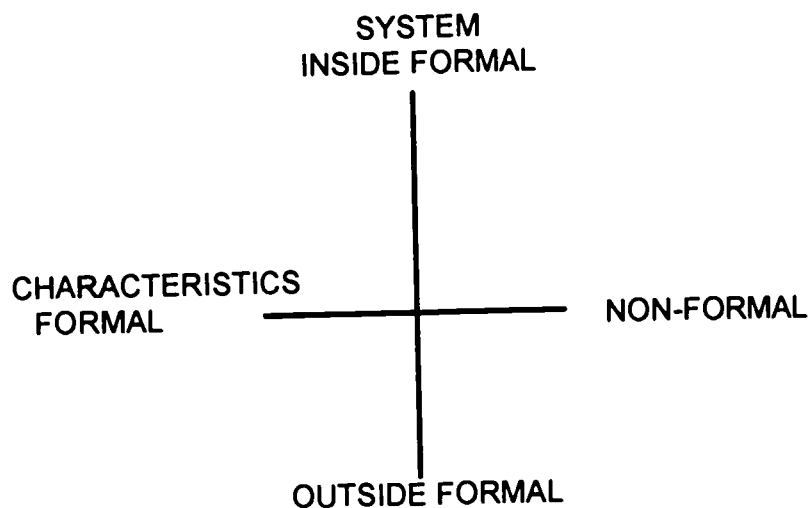 SYSTEM
INSIDE FORMAL
CHARACTERISTICS
FORMAL
NON-FORMAL
OUTSIDE FORMAL